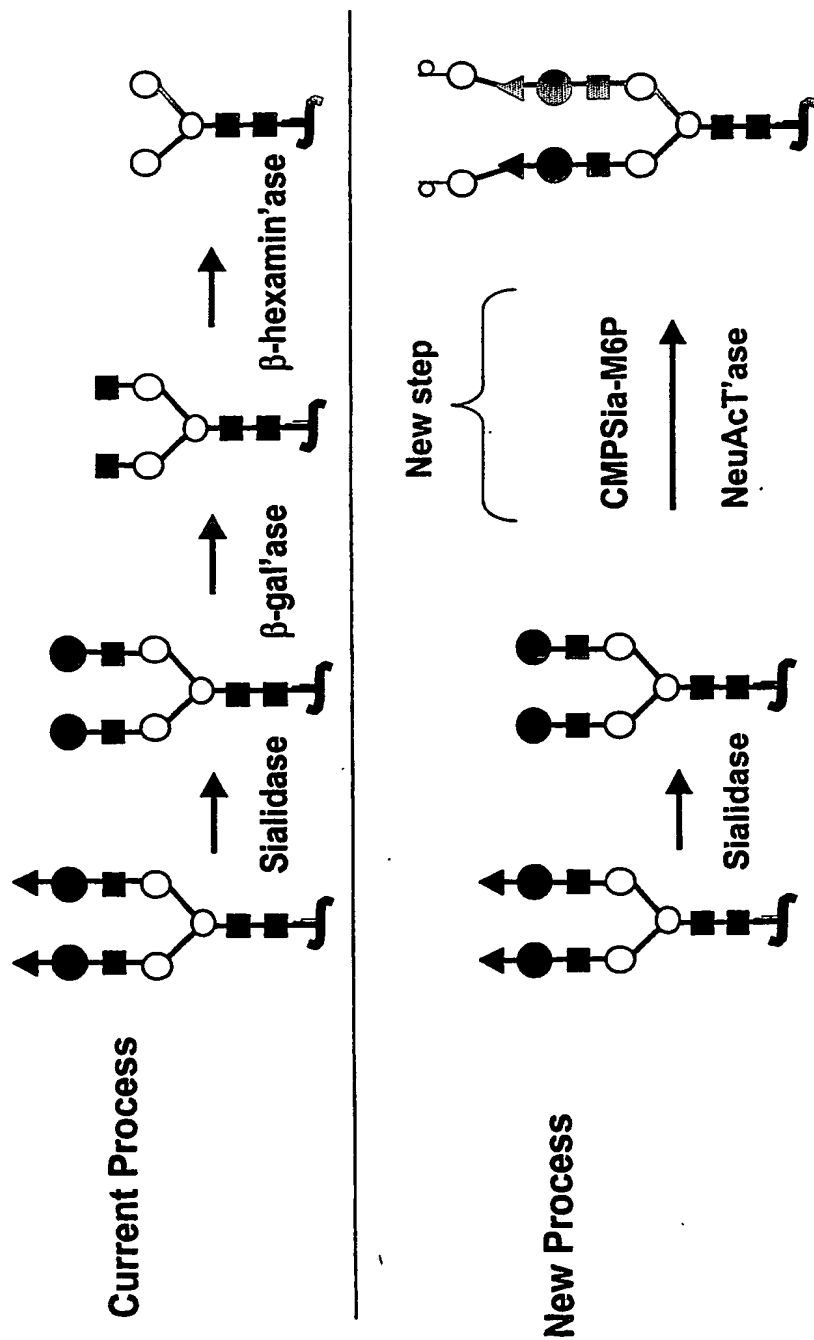 Current Process
Sialidase
β-gal'ase
β-hexamin'ase
New Process
Sialidase
New step
CMPSia-M6P
NeuAcT'ase